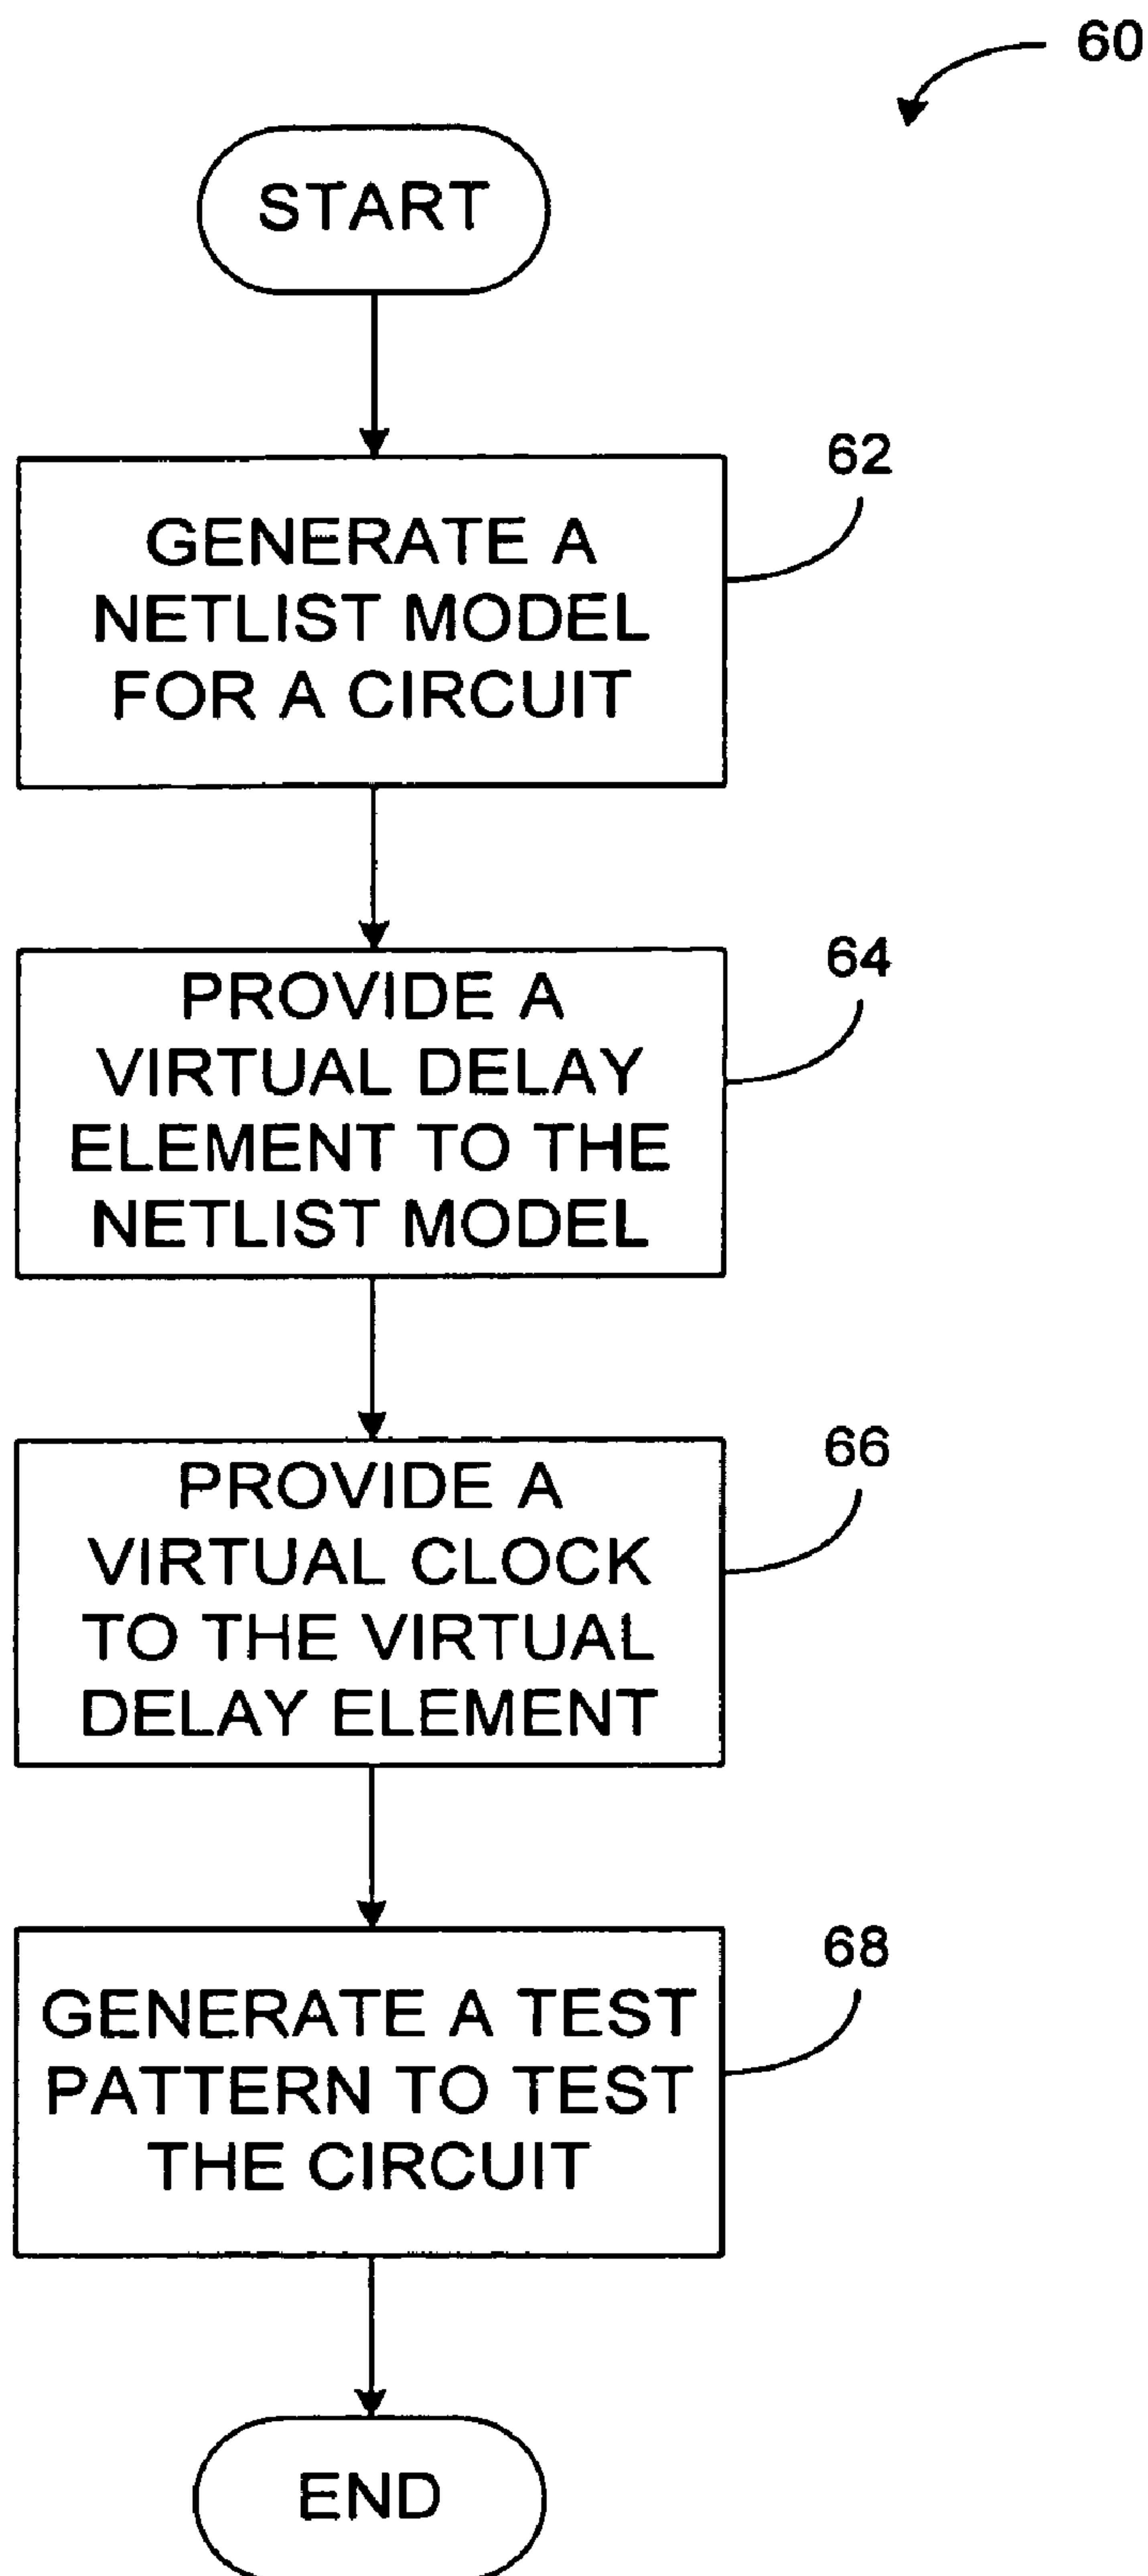 60
START
62
GENERATE A
NETLIST MODEL
FOR A CIRCUIT
64
PROVIDE A
VIRTUAL DELAY
ELEMENT TO THE
NETLIST MODEL
66
PROVIDE A
VIRTUAL CLOCK
TO THE VIRTUAL
DELAY ELEMENT
68
GENERATE A TEST
PATTERN TO TEST
THE CIRCUIT
END